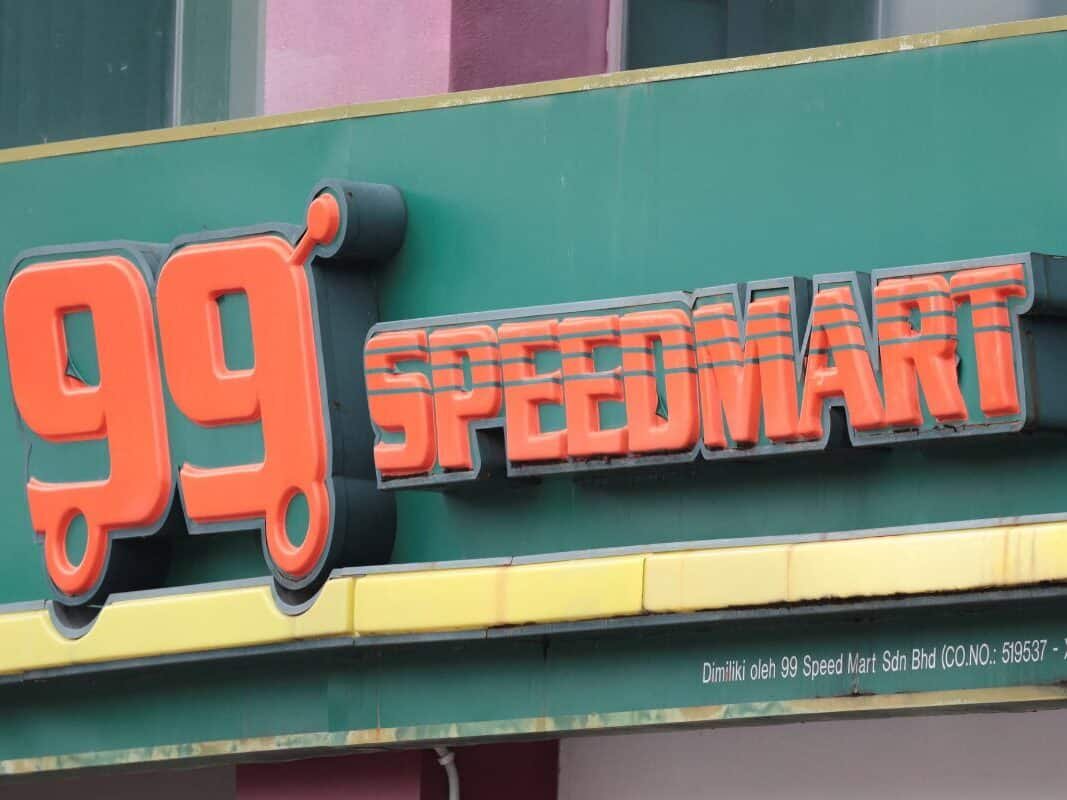 99 SPEEDMART
Dimiliki oleh 99 Speed Mart Sdn Bhd (CO.NO.: 519537 -